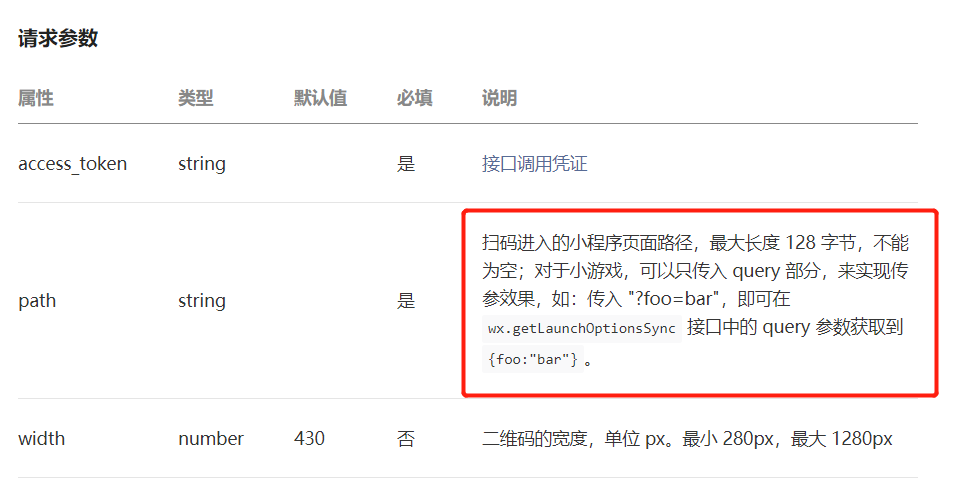 请求参数
属性 类型 默认值 必填 说明
access_token string 是 接口调用凭证
扫码进入的小程序页面路径，最大长度 128 字节，不能
为空；对于小游戏，可以只传入 query 部分，来实现传
path string 是 参效果，如：传入 "?foo=bar"，即可在
wx.getLaunchOptionsSync 接口中的 query 参数获取到
{foo:"bar"} 。
width number 430 否 二维码的宽度，单位 px。最小 280px，最大 1280px